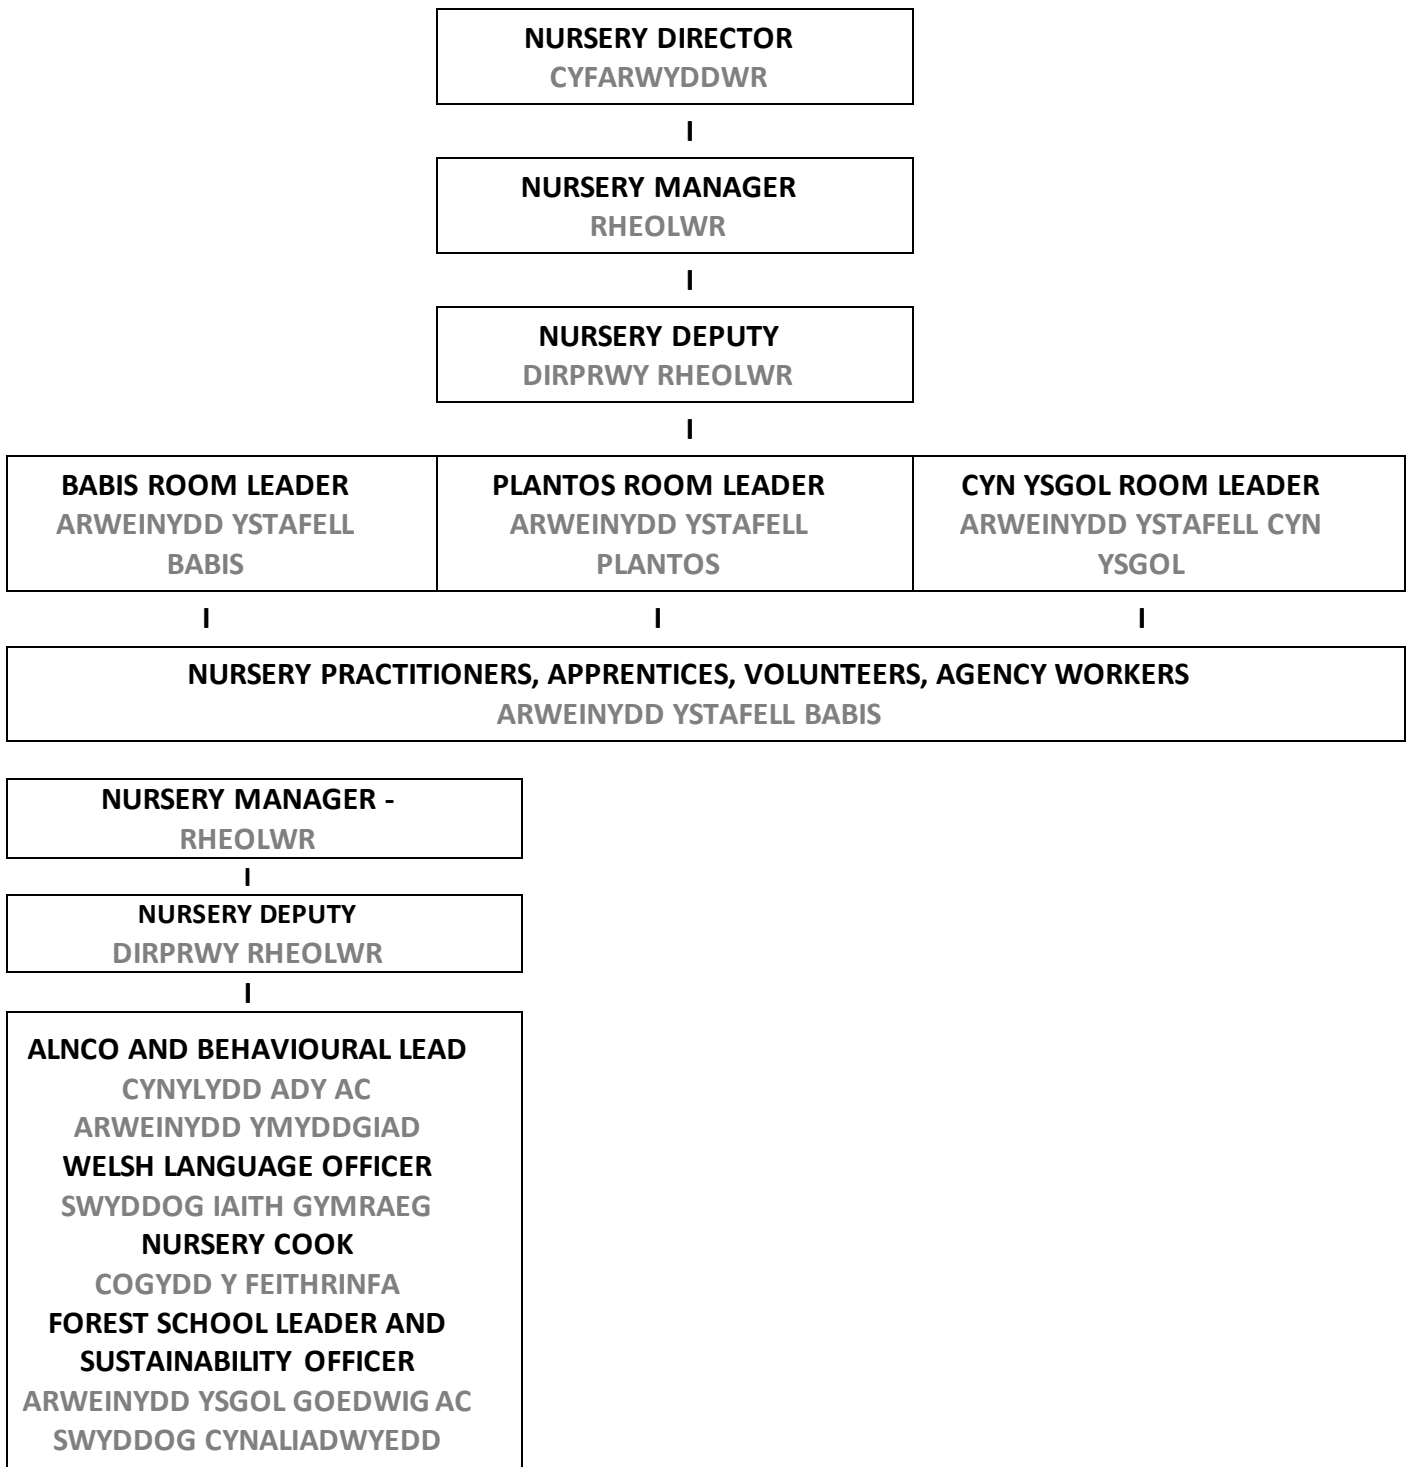 NURSERY DIRECTOR
CYFARWYDDWR
NURSERY MANAGER
RHEOLWR
NURSERY DEPUTY
DIRPRWY RHEOLWR
BABIS ROOM LEADER
ARWEINYDD YSTAFELL
BABIS
PLANTOS ROOM LEADER
ARWEINYDD YSTAFELL
PLANTOS
CYN YSGOL ROOM LEADER
ARWEINYDD YSTAFELL CYN
YSGOL
NURSERY PRACTITIONERS, APPRENTICES, VOLUNTEERS, AGENCY WORKERS
ARWEINYDD YSTAFELL BABIS
NURSERY MANAGER -
RHEOLWR
NURSERY DEPUTY
DIRPRWY RHEOLWR
ALNCO AND BEHAVIOURAL LEAD
CYNYLYDD ADY AC
ARWEINYDD YMYDDGIAD
WELSH LANGUAGE OFFICER
SWYDDOG IAITH GYMRAEG
NURSERY COOK
COGYDD Y FEITHRINFA
FOREST SCHOOL LEADER AND
SUSTAINABILITY OFFICER
ARWEINYDD YSGOL GOEDWIG AC
SWYDDOG CYNALIADWYEDD